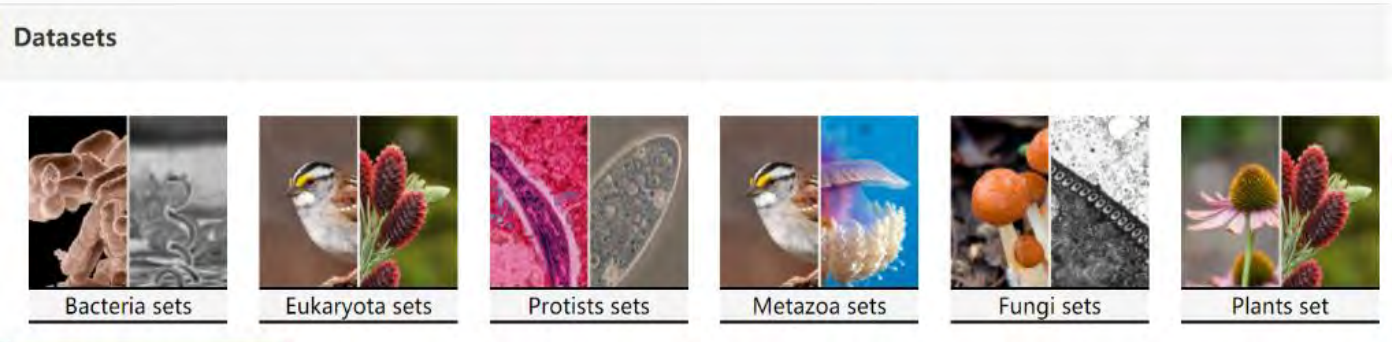 Datasets
Bacteria sets
Eukaryota sets
Protists sets
Metazoa sets
Fungi sets
Plants set